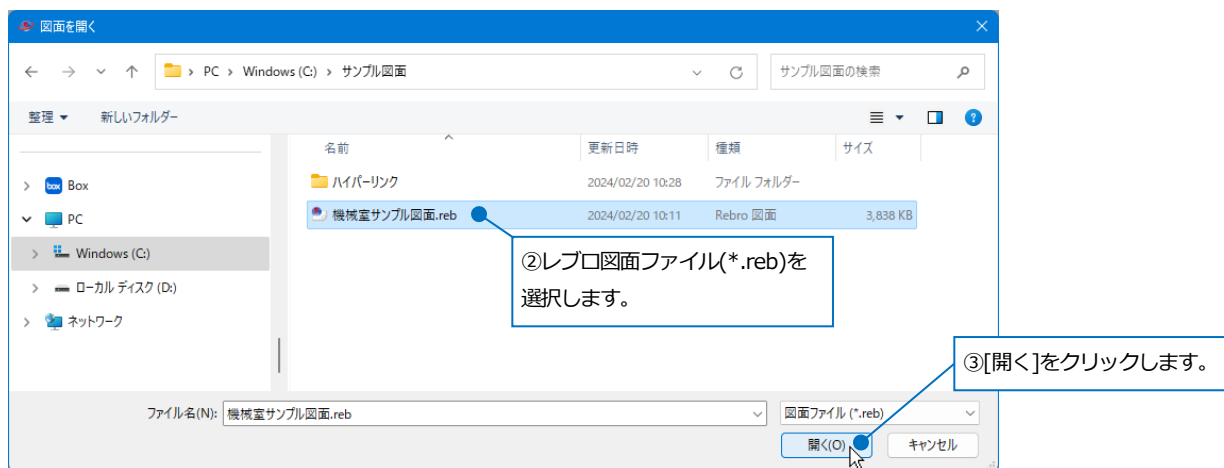 図面を開く
PC > Windows (C:) > サンプル図面
サンプル図面の検索
整理 新しいフォルダー
名前 更新日時 種類 サイズ
box Box
ハイパーリンク 2024/02/20 10:28 ファイル フォルダー
PC
機械室サンプル図面.reb 2024/02/20 10:11 Rebro 図面 3,838 KB
Windows (C:)
②レブロ図面ファイル(*.reb)を
選択します。
ローカル ディスク (D:)
ネットワーク
③[開く]をクリックします。
ファイル名(N): 機械室サンプル図面.reb 図面ファイル (*.reb)
開く(O) キャンセル